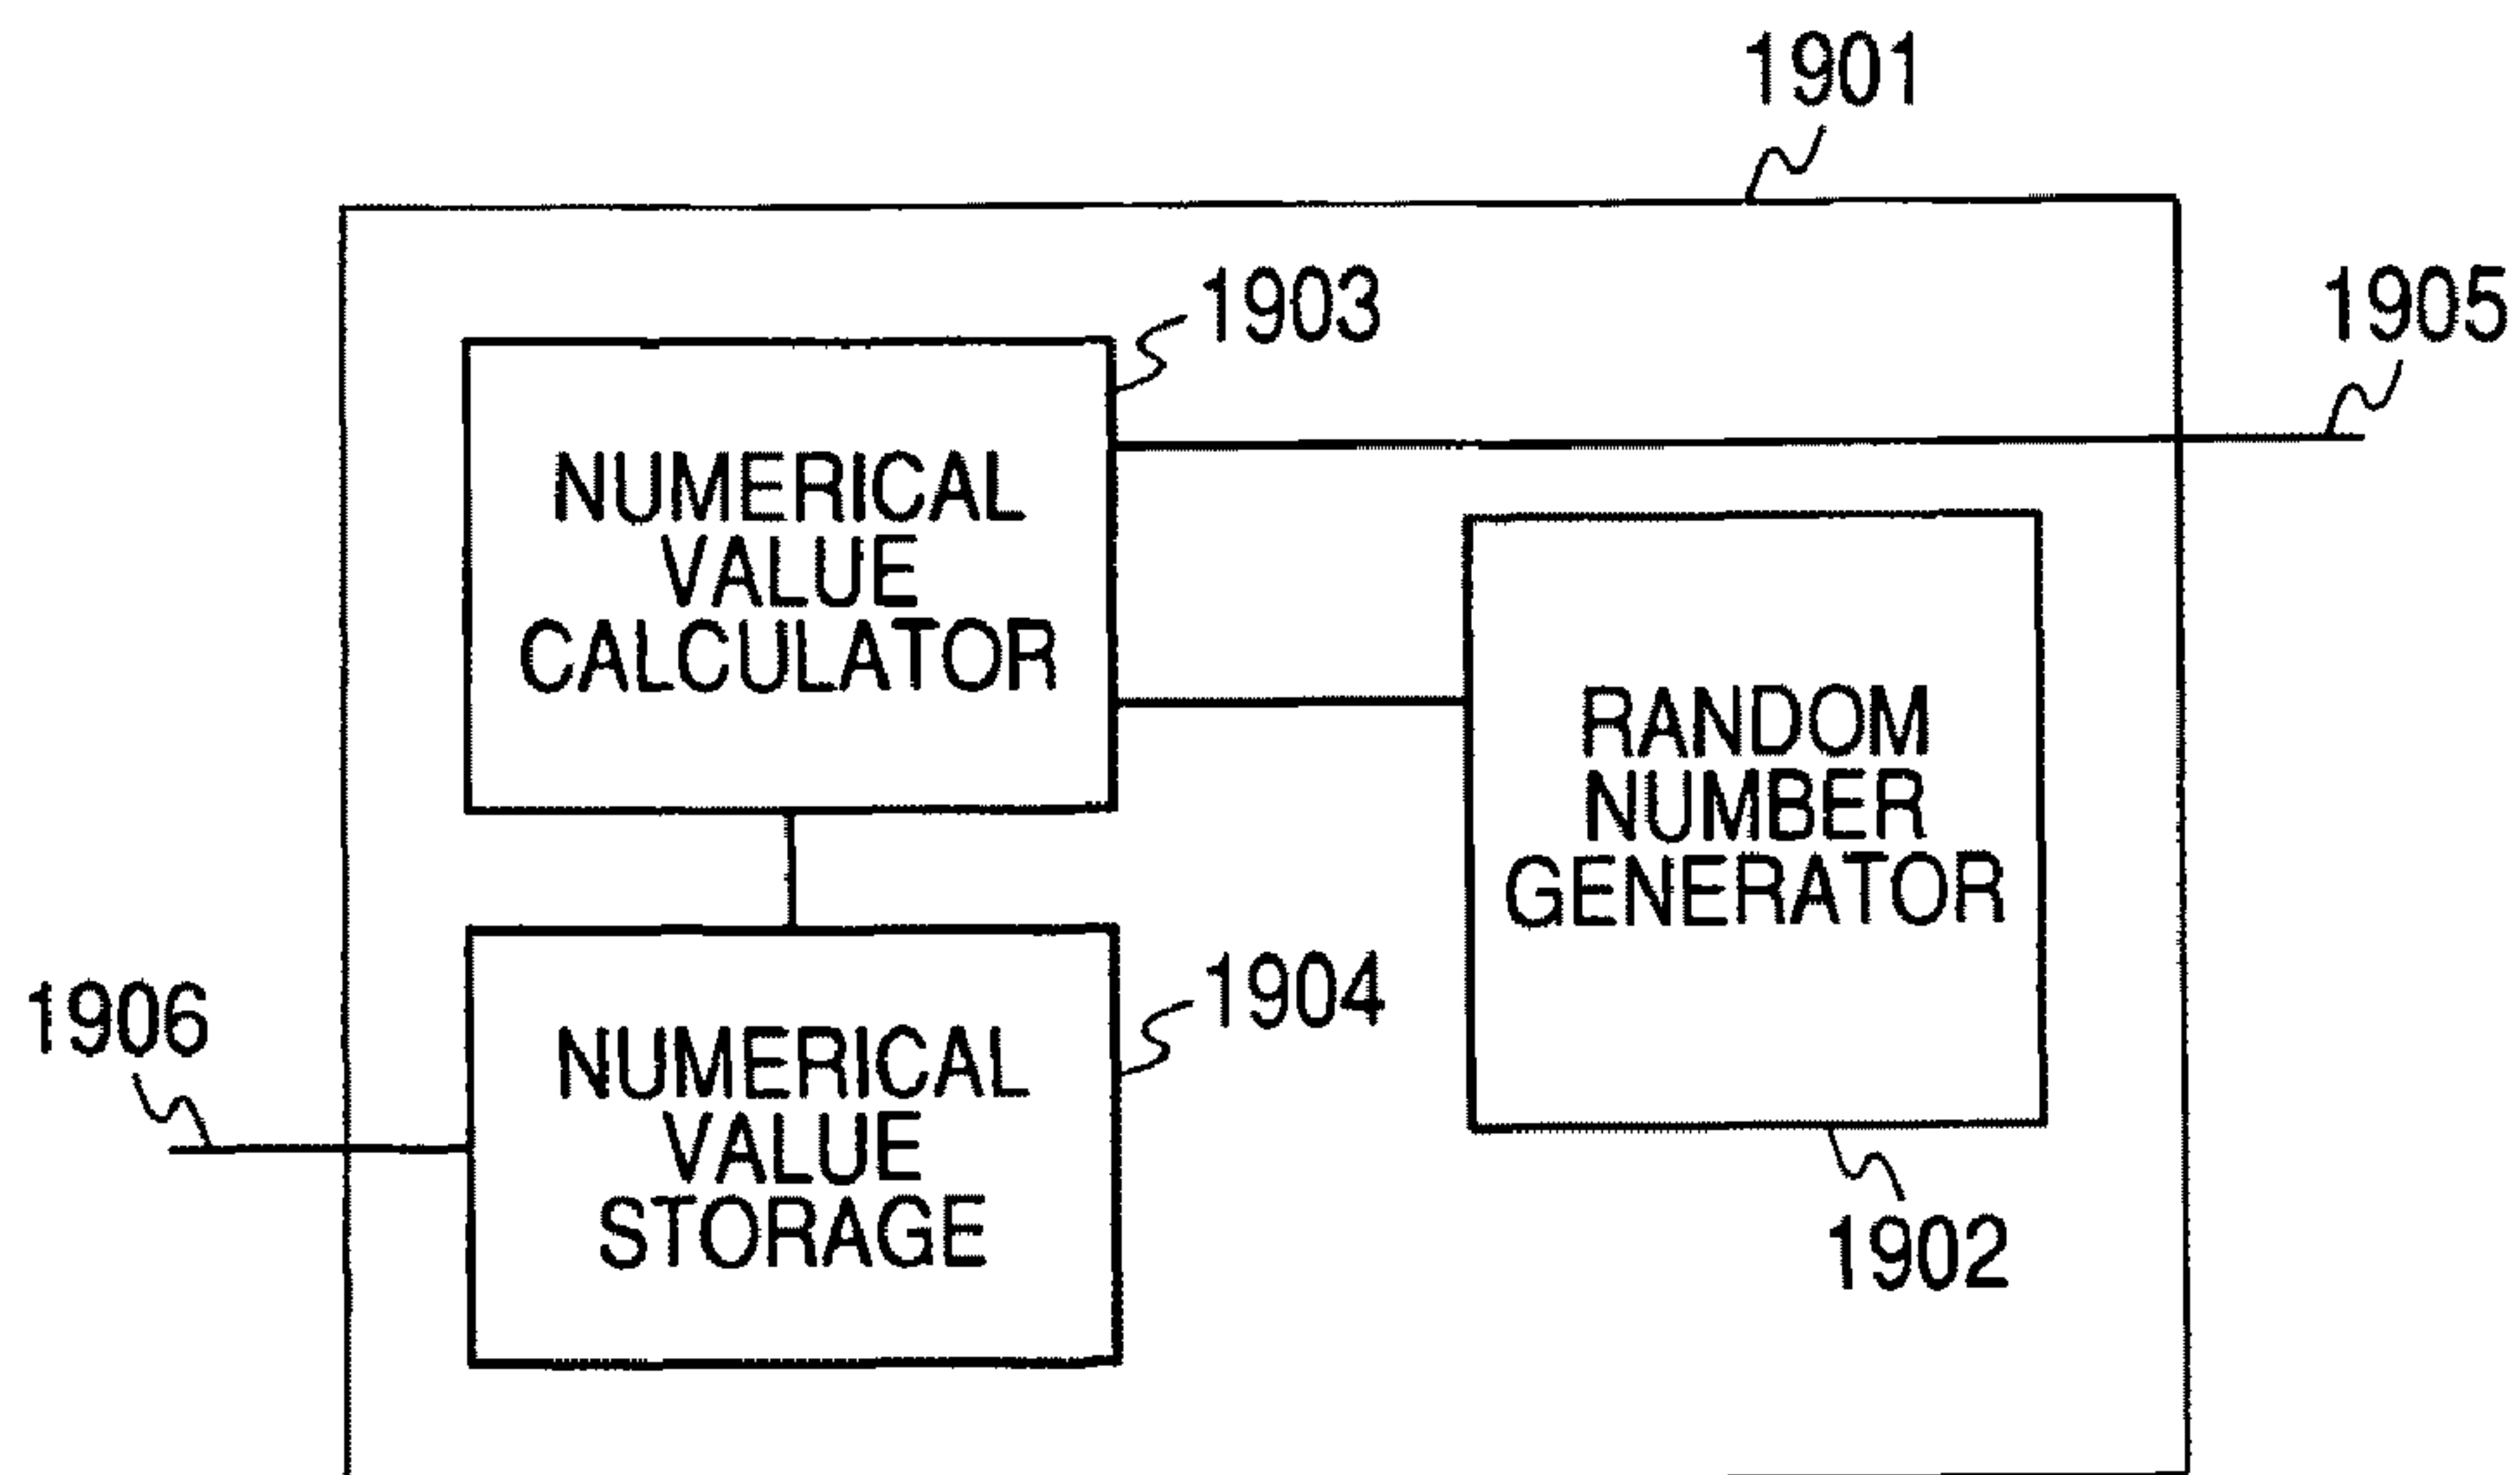 1901
1903
1905
NUMERICAL
VALUE
CALCULATOR
RANDOM
NUMBER
GENERATOR
1904
1906
NUMERICAL
VALUE
STORAGE
1902